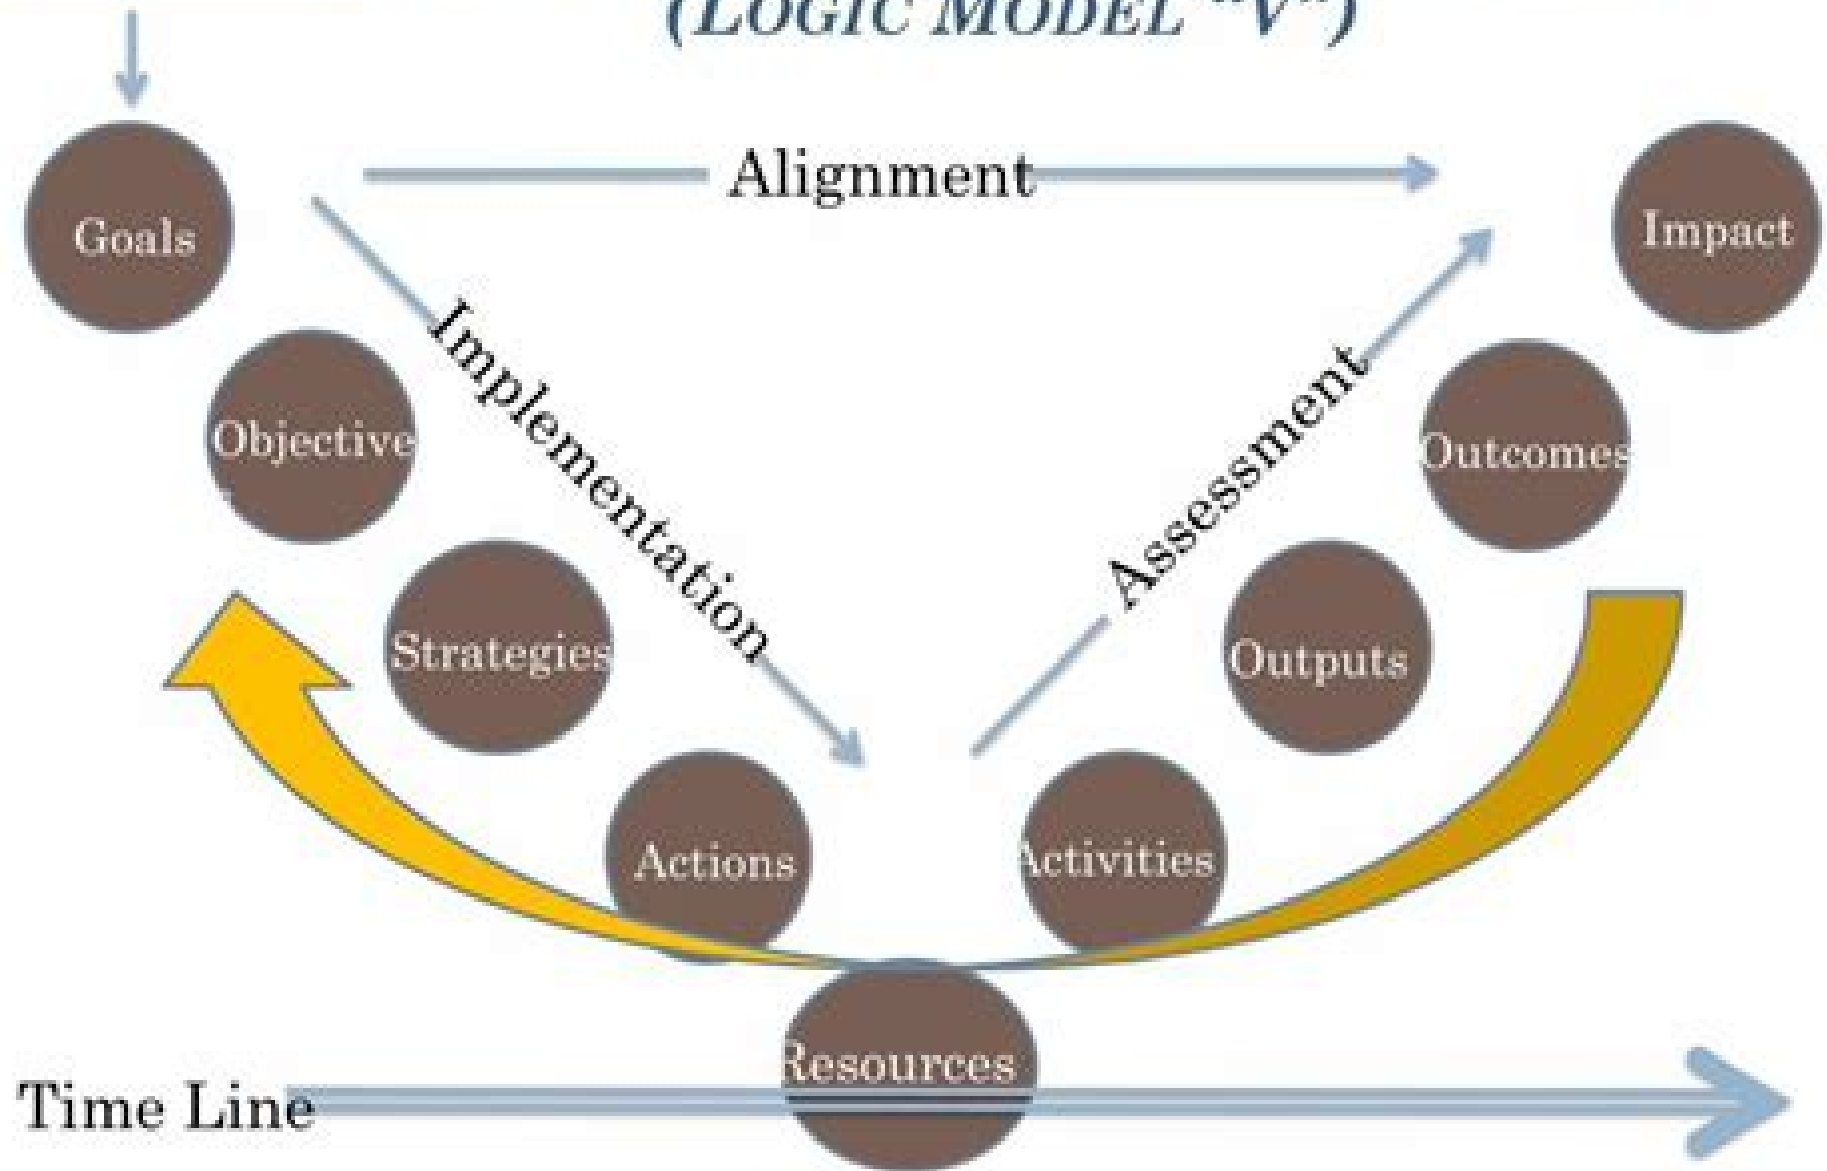 (LOGIC MODEL "V")
Alignment
Goals
Impact
Implementation
Assessment
Objective
Outcomes
Strategies
Outputs
Actions
Activities
Resources
Time Line